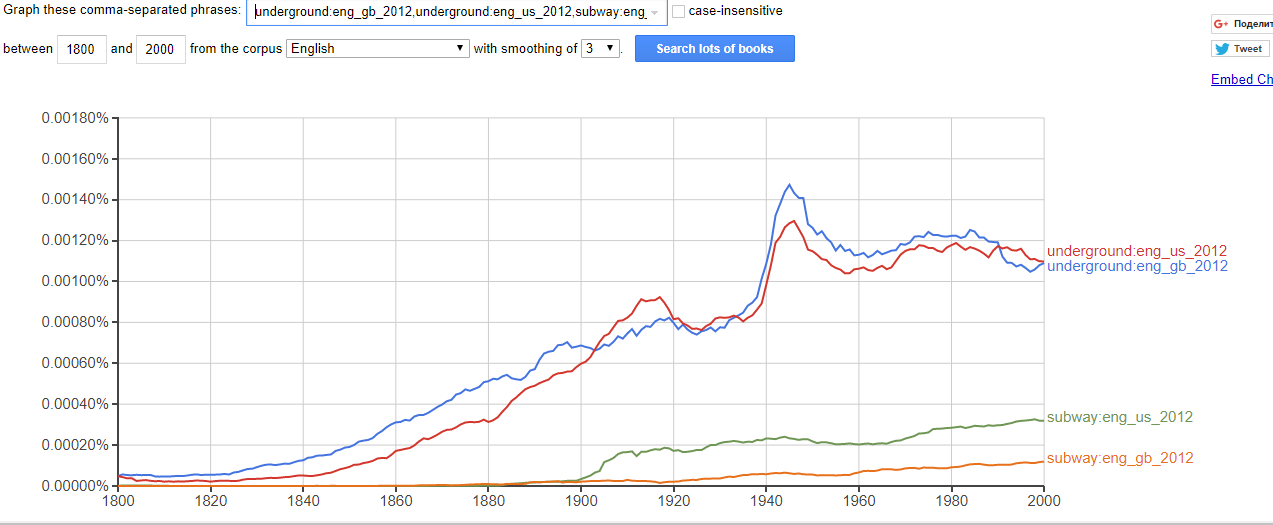 Graph these comma-separated phrases: underground:eng_gb_2012,underground:eng_us_2012,subway:eng_ case-insensitive
between 1800 and 2000 from the corpus English with smoothing of 3. Search lots of books
G+ Поделит
Tweet
Embed Ch
0.00180%
0.00160%
0.00140%
0.00120%
0.00100%
0.00080%
0.00060%
0.00040%
0.00020%
0.00000%
underground:eng_us_2012
underground:eng_gb_2012
subway:eng_us_2012
subway:eng_gb_2012
1800 1820 1840 1860 1880 1900 1920 1940 1960 1980 2000